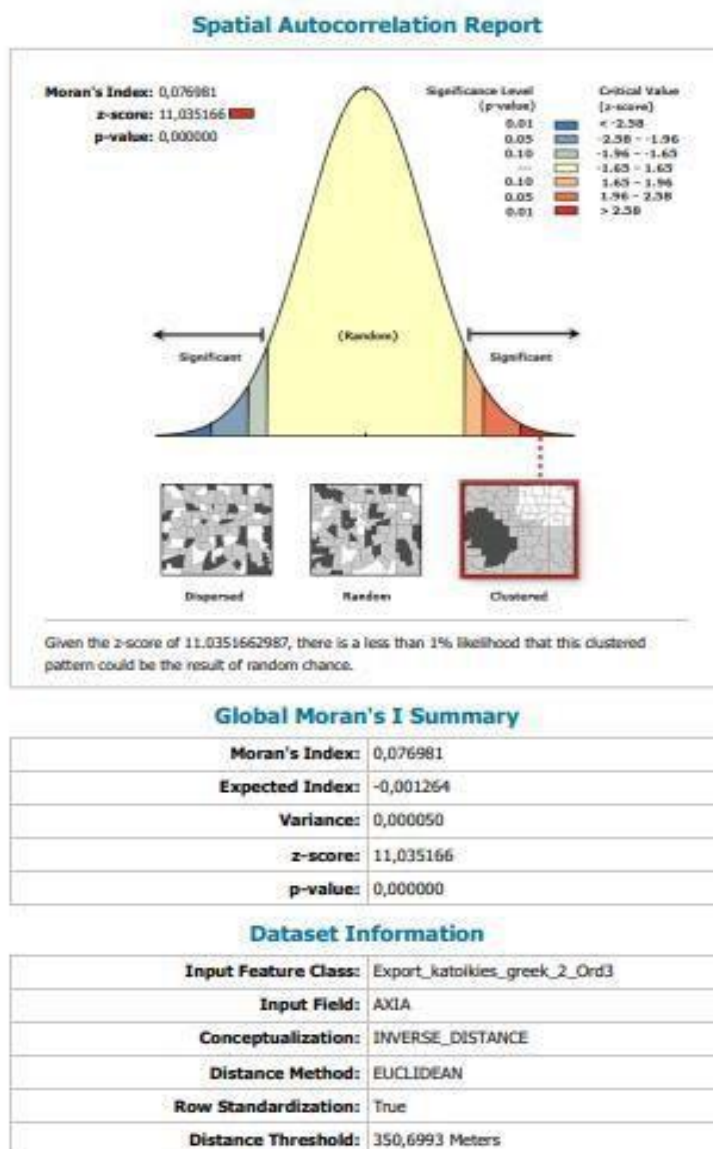 Spatial Autocorrelation Report
Moran's Index: 0,076981
z-score: 11,035166
p-value: 0,000000
Significance Level
(p-value)
Critical Value
(z-score)
0.01 < -2.58
0.05 -2.58 - -1.96
0.10 -1.96 - -1.65
--- -1.65 - 1.65
0.10 1.65 - 1.96
0.05 1.96 - 2.58
0.01 > 2.58
(Random)
Significant
Significant
Dispersed
Random
Clustered
Given the z-score of 11.0351662987, there is a less than 1% likelihood that this clustered
pattern could be the result of random chance.
Global Moran's I Summary
Moran's Index: 0,076981
Expected Index: -0,001264
Variance: 0,000050
z-score: 11,035166
p-value: 0,000000
Dataset Information
Input Feature Class: Export_katoikies_greek_2_Ord3
Input Field: AXIA
Conceptualization: INVERSE_DISTANCE
Distance Method: EUCLIDEAN
Row Standardization: True
Distance Threshold: 350,6993 Meters